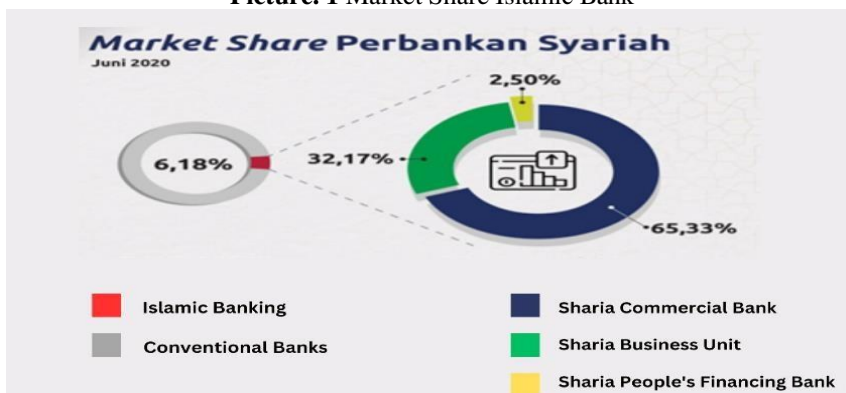 Picture. 1 Market Share Islamic Bank
Market Share Perbankan Syariah
Juni 2020
2,50%
6,18%
32,17%
65,33%
Islamic Banking
Conventional Banks
Sharia Commercial Bank
Sharia Business Unit
Sharia People's Financing Bank